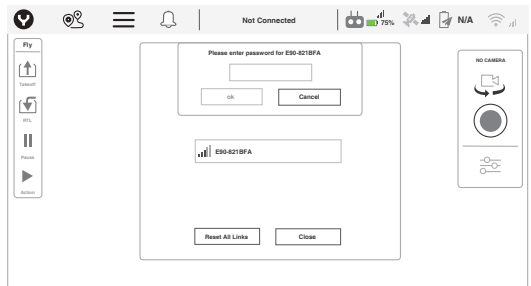 Not Connected
75%
N/A
Fly
Takeoff
RTL
Pause
Action
Please enter password for E90-821BFA
ok
Cancel
E90-821BFA
Reset All Links
Close
NO CAMERA